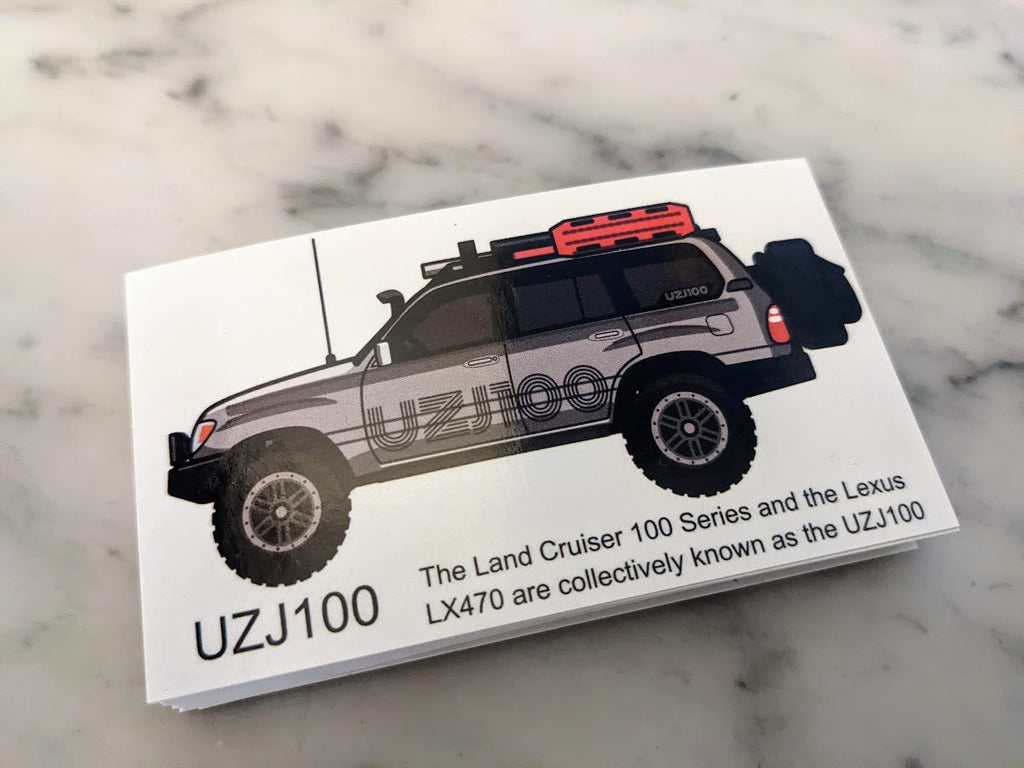 UZJ100
UZJ100
UZJ100
The Land Cruiser 100 Series and the Lexus
LX470 are collectively known as the UZJ100